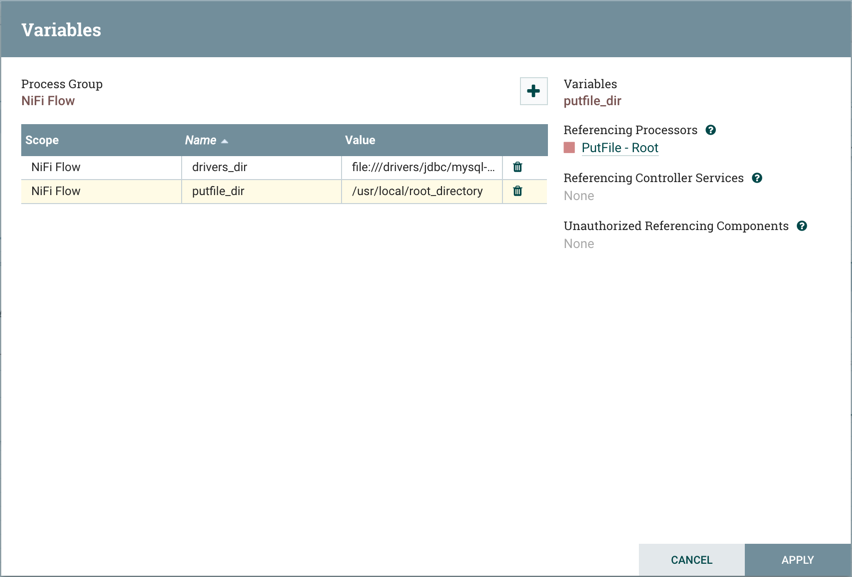 Variables
Process Group
NiFi Flow
Scope Name Value
NiFi Flow drivers_dir file:///drivers/jdbc/mysql-...
NiFi Flow putfile_dir /usr/local/root_directory
Variables
putfile_dir
Referencing Processors
PutFile - Root
Referencing Controller Services
None
Unauthorized Referencing Components
None
CANCEL APPLY